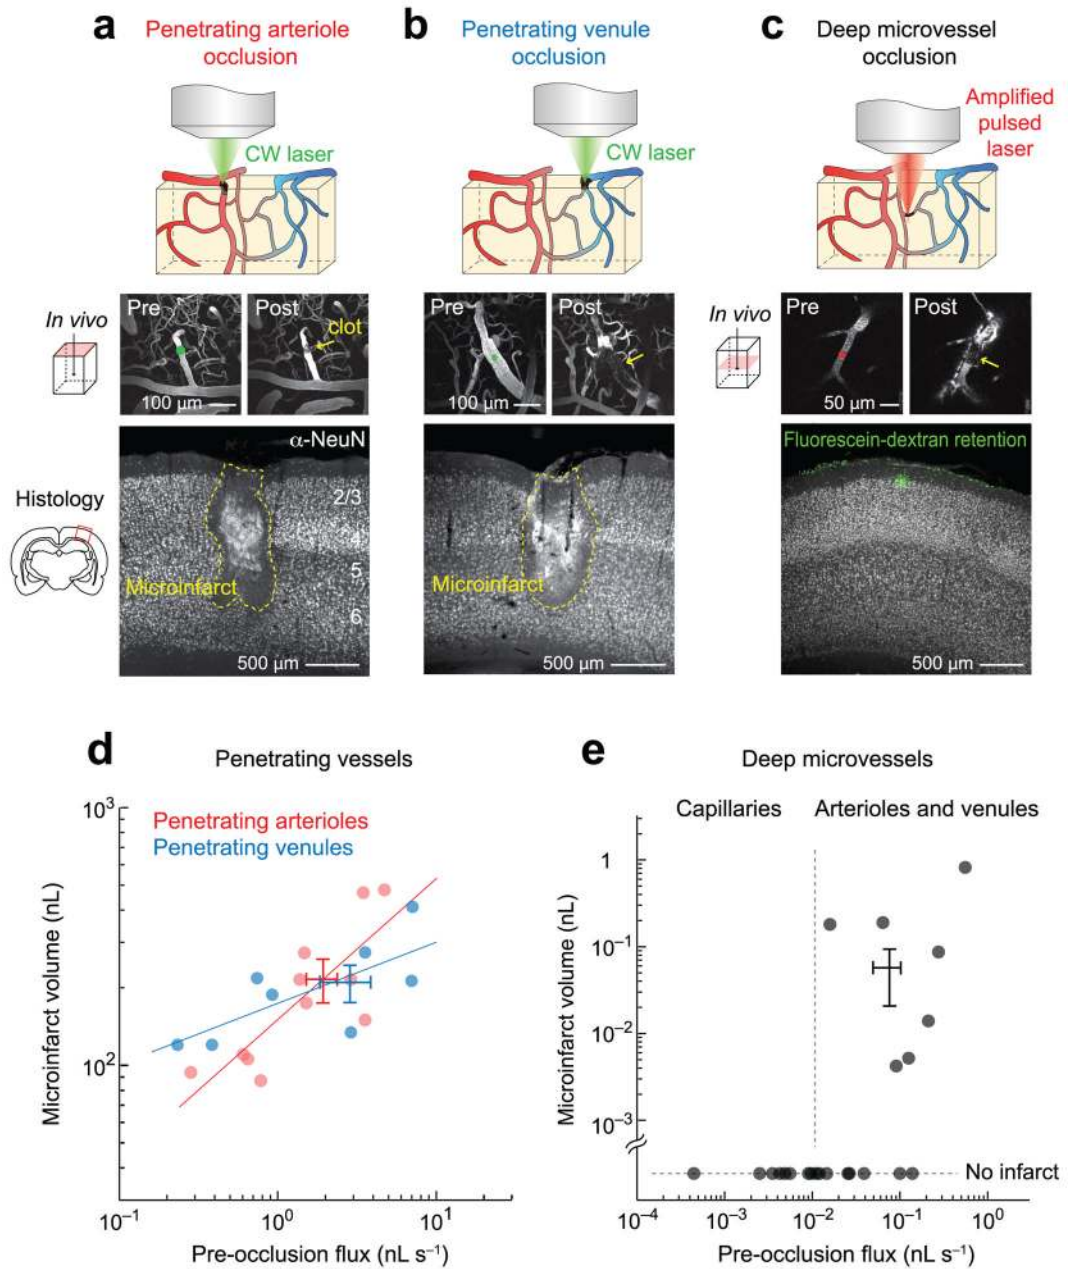 a
Penetrating arteriole
occlusion
b
Penetrating venule
occlusion
c
Deep microvessel
occlusion
CW laser
CW laser
Amplified
pulsed
laser
In vivo
Pre
Post
clot
100 μm
Pre
Post
100 μm
In vivo
Pre
Post
50 μm
Histology
α-NeuN
2/3
4
5
6
Microinfarct
500 μm
Microinfarct
500 μm
Fluorescein-dextran retention
500 μm
d
Penetrating vessels
Penetrating arterioles
Penetrating venules
Microinfarct volume (nL)
10³
10²
10⁻¹
10⁰
10¹
Pre-occlusion flux (nL s⁻¹)
e
Deep microvessels
Capillaries
Arterioles and venules
Microinfarct volume (nL)
1
10⁻¹
10⁻²
10⁻³
No infarct
10⁻⁴
10⁻³
10⁻²
10⁻¹
10⁰
Pre-occlusion flux (nL s⁻¹)